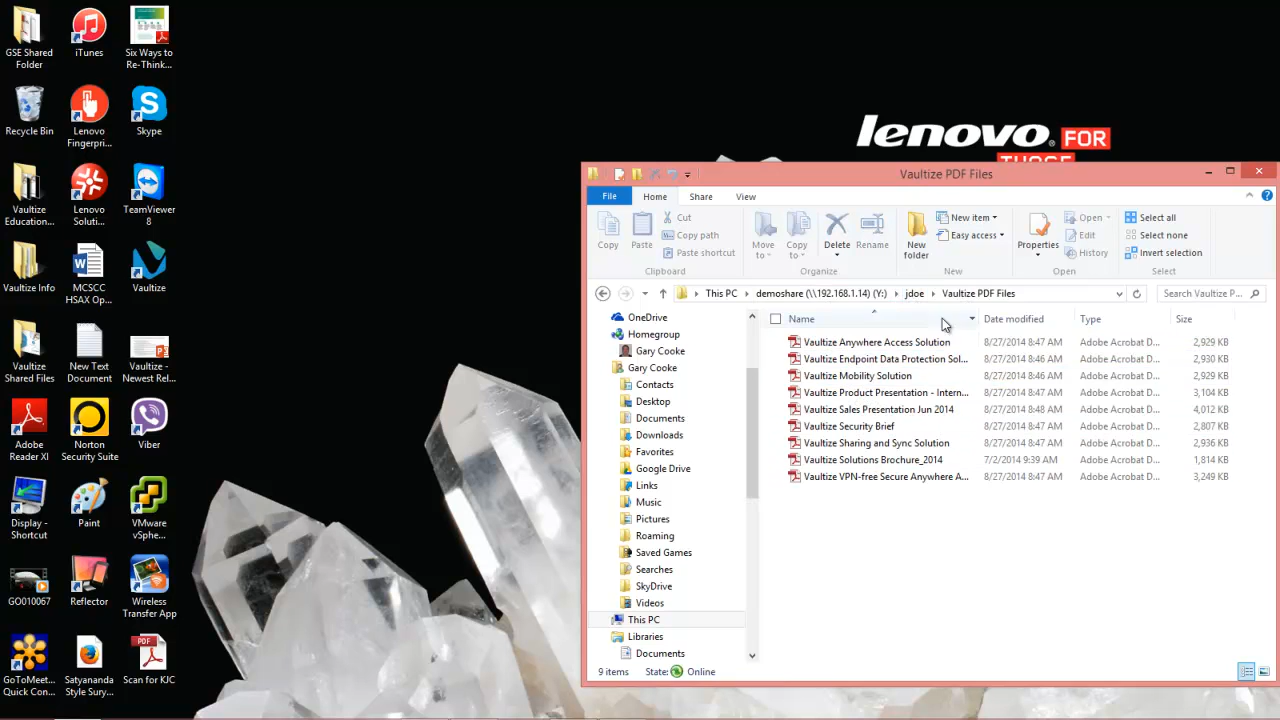 GSE Shared
Folder
iTunes
Six Ways to
Re-Think...
Recycle Bin
Lenovo
Fingerpri...
Skype
Vaultize
Education...
Lenovo
Soluti...
TeamViewer
8
Vaultize Info
MCSCC
HSAX Op...
Vaultize
Vaultize
Shared Files
New Text
Document
Vaultize -
Newest Rel...
Adobe
Reader XI
Norton
Security Suite
Viber
Display -
Shortcut
Paint
VMware
vSphe...
GO010067
Reflector
Wireless
Transfer App
GoToMeet...
Quick Con...
Satyananda
Style Sury...
PDF
Scan for KJC
lenovo FOR
THOSE
Vaultize PDF Files
File Home Share View
Copy
Paste
Cut
Copy path
Paste shortcut
Clipboard
Move
to
Copy
to
Delete
Rename
Organize
New
folder
New item
Easy access
New
Properties
Open
Edit
History
Open
Select all
Select none
Invert selection
Select
This PC demoshare (\\192.168.1.14) (Y:) jdoe Vaultize PDF Files
Search Vaultize P...
OneDrive
Homegroup
Gary Cooke
Gary Cooke
Contacts
Desktop
Documents
Downloads
Favorites
Google Drive
Links
Music
Pictures
Roaming
Saved Games
Searches
SkyDrive
Videos
This PC
Libraries
Documents
Name Date modified Type Size
Vaultize Anywhere Access Solution 8/27/2014 8:47 AM Adobe Acrobat D... 2,929 KB
Vaultize Endpoint Data Protection Sol... 8/27/2014 8:46 AM Adobe Acrobat D... 2,930 KB
Vaultize Mobility Solution 8/27/2014 8:46 AM Adobe Acrobat D... 2,929 KB
Vaultize Product Presentation - Intern... 8/27/2014 8:47 AM Adobe Acrobat D... 3,104 KB
Vaultize Sales Presentation Jun 2014 8/27/2014 8:48 AM Adobe Acrobat D... 4,012 KB
Vaultize Security Brief 8/27/2014 8:47 AM Adobe Acrobat D... 2,807 KB
Vaultize Sharing and Sync Solution 8/27/2014 8:47 AM Adobe Acrobat D... 2,936 KB
Vaultize Solutions Brochure_2014 7/2/2014 9:39 AM Adobe Acrobat D... 1,814 KB
Vaultize VPN-free Secure Anywhere A... 8/27/2014 8:47 AM Adobe Acrobat D... 3,249 KB
9 items State: Online